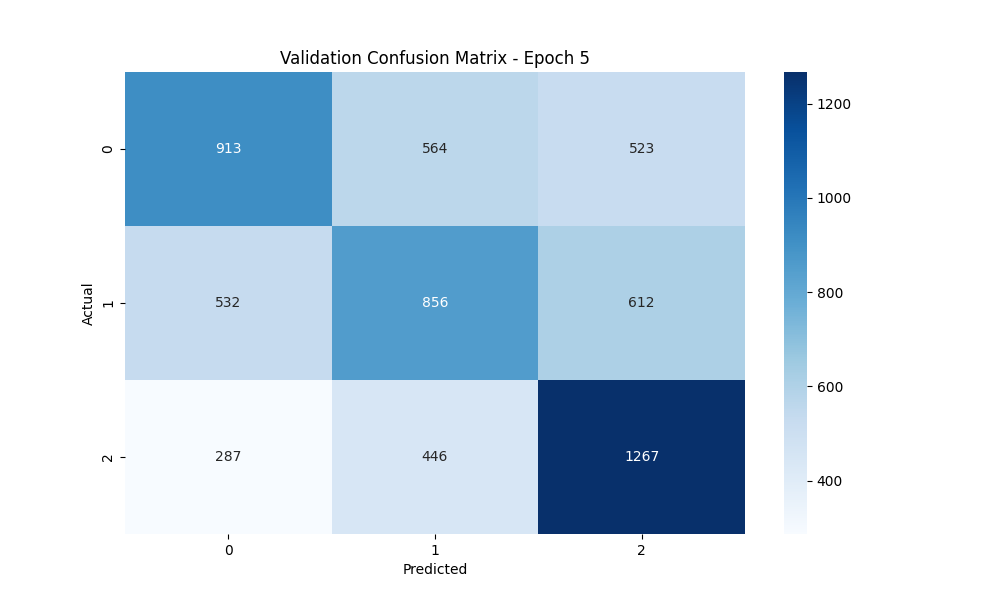 Validation Confusion Matrix - Epoch 5
0 913 564 523
1 532 856 612
2 287 446 1267
0 1 2
Predicted
Actual
1200
1000
800
600
400